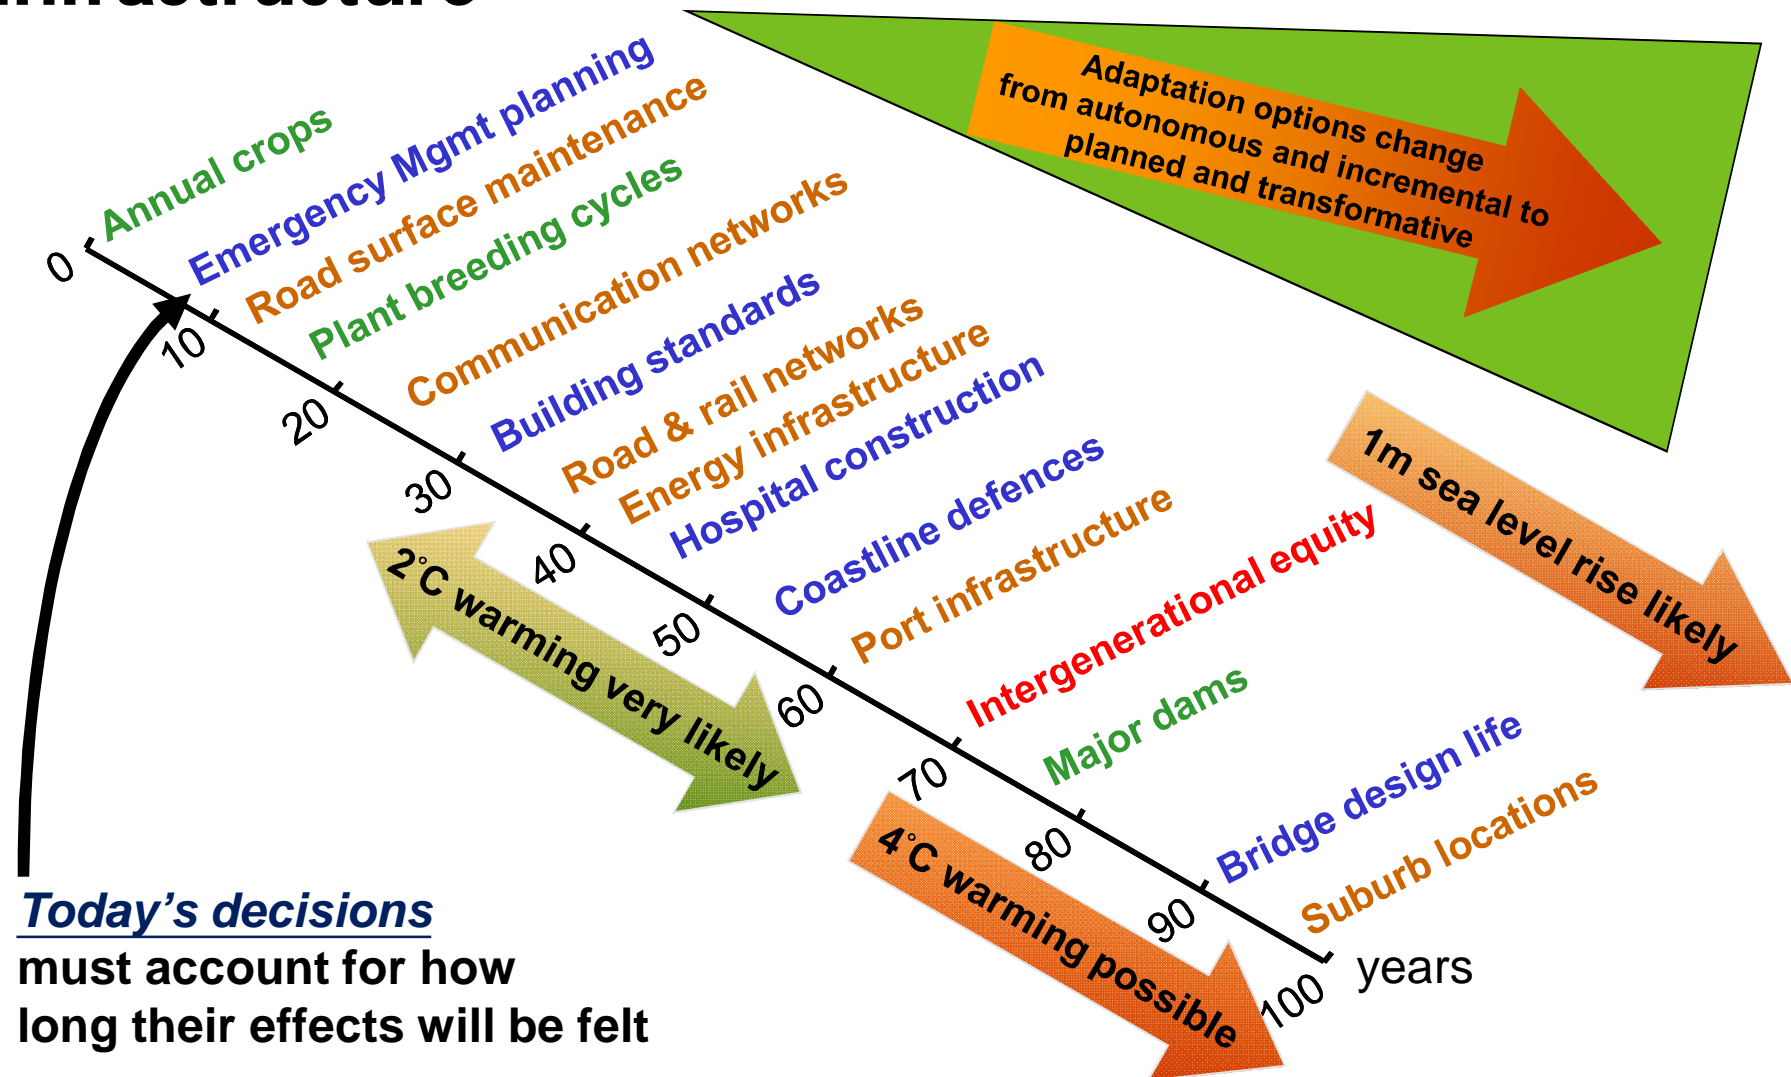 infrastructure
Adaptation options change
from autonomous and incremental to
planned and transformative
Annual crops
Emergency Mgmt planning
Road surface maintenance
Plant breeding cycles
Communication networks
Building standards
Road & rail networks
Energy infrastructure
Hospital construction
Coastline defences
Port infrastructure
Intergenerational equity
Major dams
Bridge design life
Suburb locations
0
10
20
30
40
50
60
70
80
90
100
years
2°C warming very likely
4°C warming possible
1m sea level rise likely
Today’s decisions
must account for how
long their effects will be felt